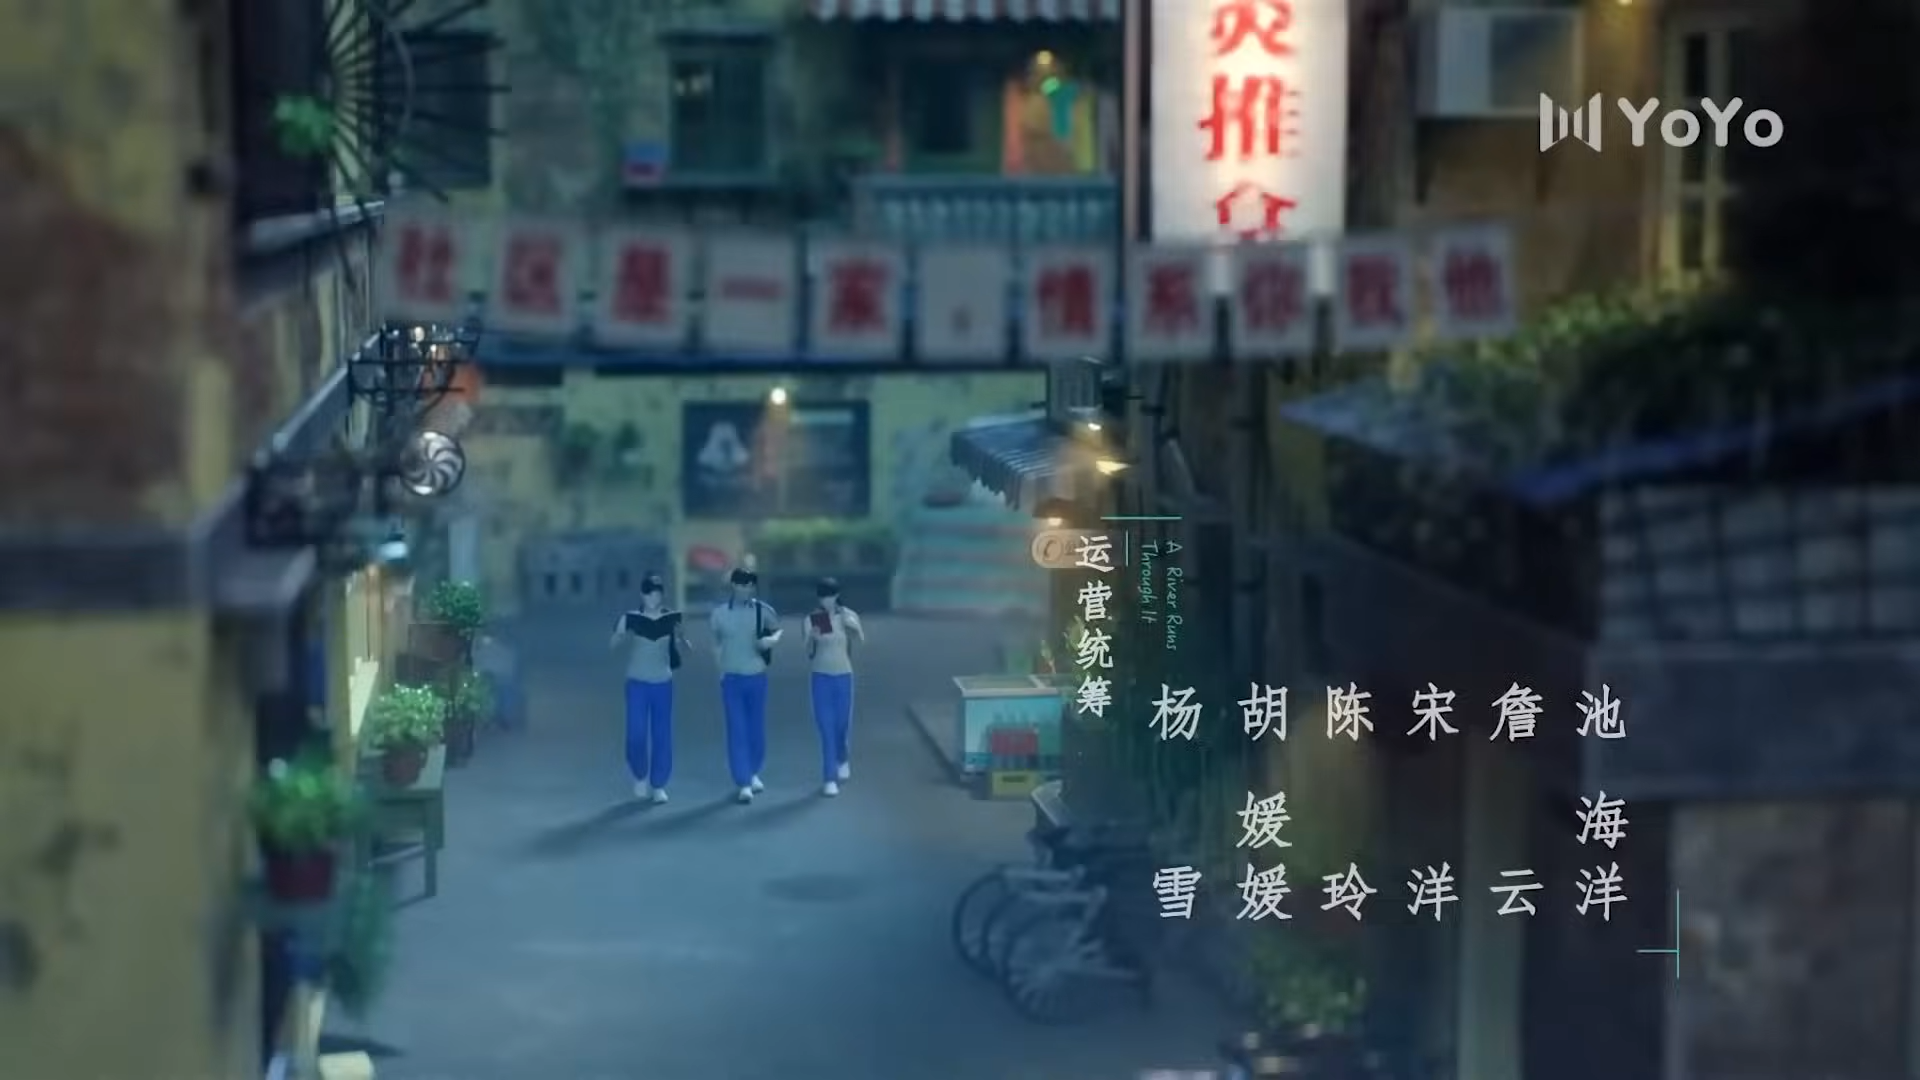 YoYo
推
社区是一家，情系你我他
运营统筹
A River Runs
Through It
池海洋
詹云
宋洋
陈玲
胡媛媛
杨雪